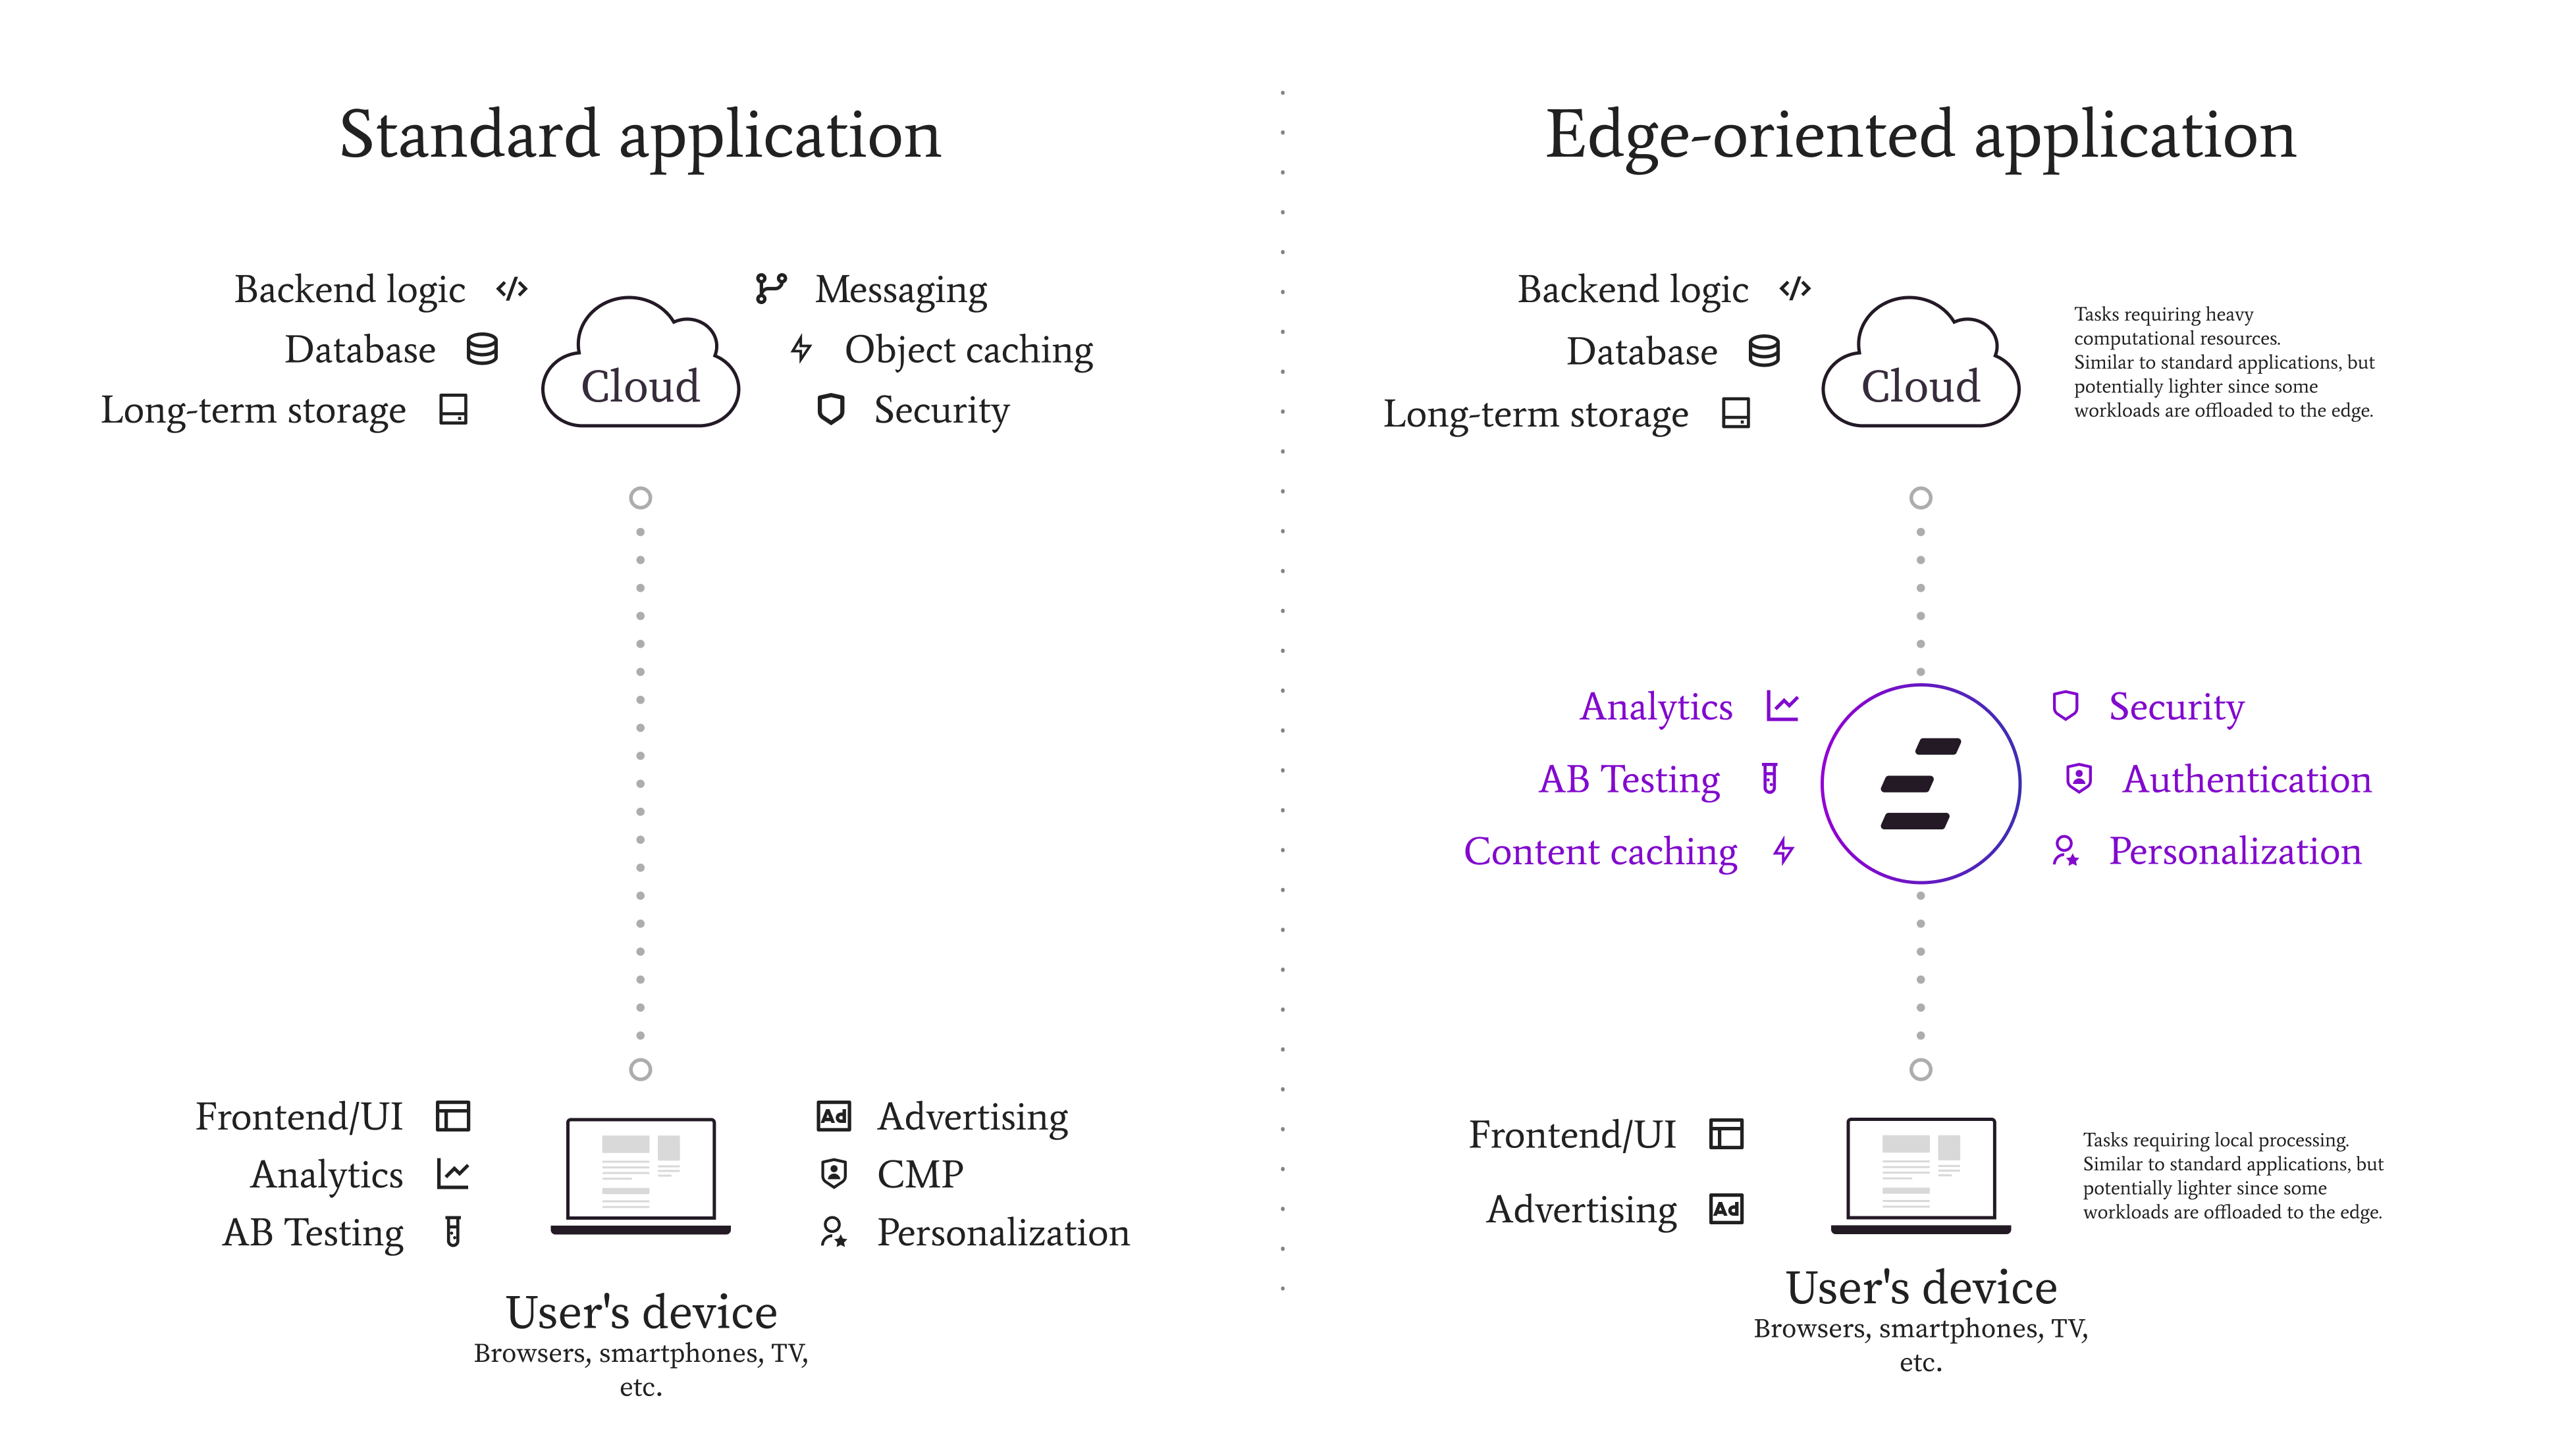 Standard application
Backend logic
Database
Long-term storage
Cloud
Messaging
Object caching
Security
Frontend/UI
Analytics
AB Testing
Ad
Advertising
CMP
Personalization
User's device
Browsers, smartphones, TV,
etc.
Edge-oriented application
Backend logic
Database
Long-term storage
Cloud
Tasks requiring heavy
computational resources.
Similar to standard applications, but
potentially lighter since some
workloads are offloaded to the edge.
Analytics
AB Testing
Content caching
Security
Authentication
Personalization
Frontend/UI
Advertising
Ad
Tasks requiring local processing.
Similar to standard applications, but
potentially lighter since some
workloads are offloaded to the edge.
User's device
Browsers, smartphones, TV,
etc.